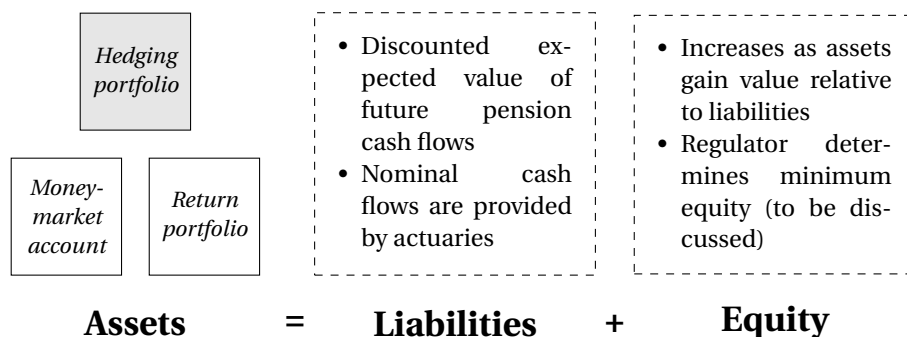 Hedging
portfolio
Money-
market
account
Return
portfolio
• Discounted ex-
pected value of
future pension
cash flows
• Nominal cash
flows are provided
by actuaries
• Increases as assets
gain value relative
to liabilities
• Regulator deter-
mines minimum
equity (to be dis-
cussed)
Assets = Liabilities + Equity